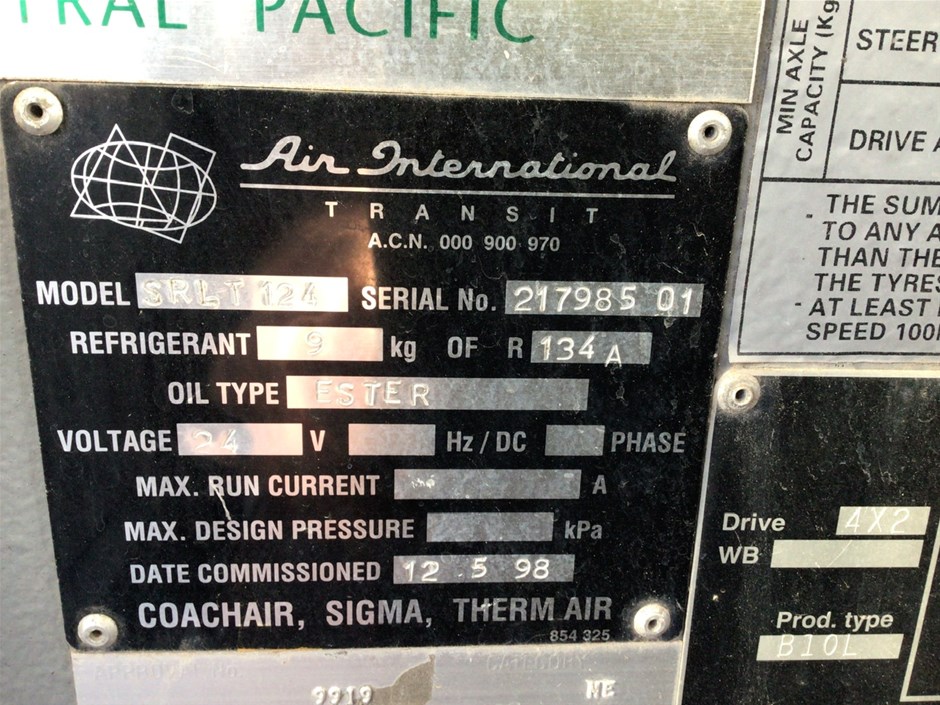 TRAL PACIFIC
Air International
TRANSIT
A.C.N. 000 900 970
MODEL SRLT 124 SERIAL No. 217985 01
REFRIGERANT 9 kg OF R 134A
OIL TYPE ESTER
VOLTAGE 24 V Hz / DC PHASE
MAX. RUN CURRENT A
MAX. DESIGN PRESSURE kPa
DATE COMMISSIONED 12 5 98
COACHAIR, SIGMA, THERM AIR
854 325
CATEGORY
9919 NE
MIN AXLE
CAPACITY (Kg
STEER
DRIVE A
- THE SUM
TO ANY A
THAN THE
THE TYRES
- AT LEAST
SPEED 100
Drive 4X2
WB
Prod. type
B10L